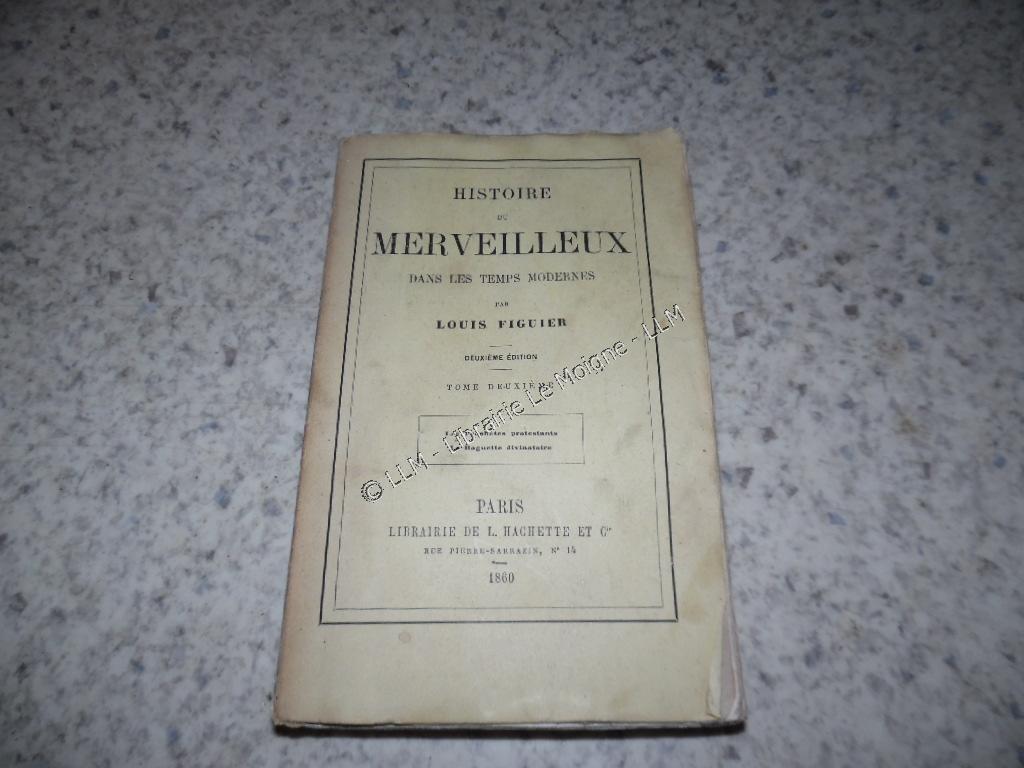 HISTOIRE
DU
MERVEILLEUX
DANS LES TEMPS MODERNES
PAR
LOUIS FIGUIER
DEUXIÈME ÉDITION
TOME DEUXIÈME
protestants
Baguette divinatoire
PARIS
LIBRAIRIE DE L. HACHETTE ET Cie
RUE PIERRE-SARRAZIN, N° 14
1860
© LLM - Librairie Le Moigne - LLM